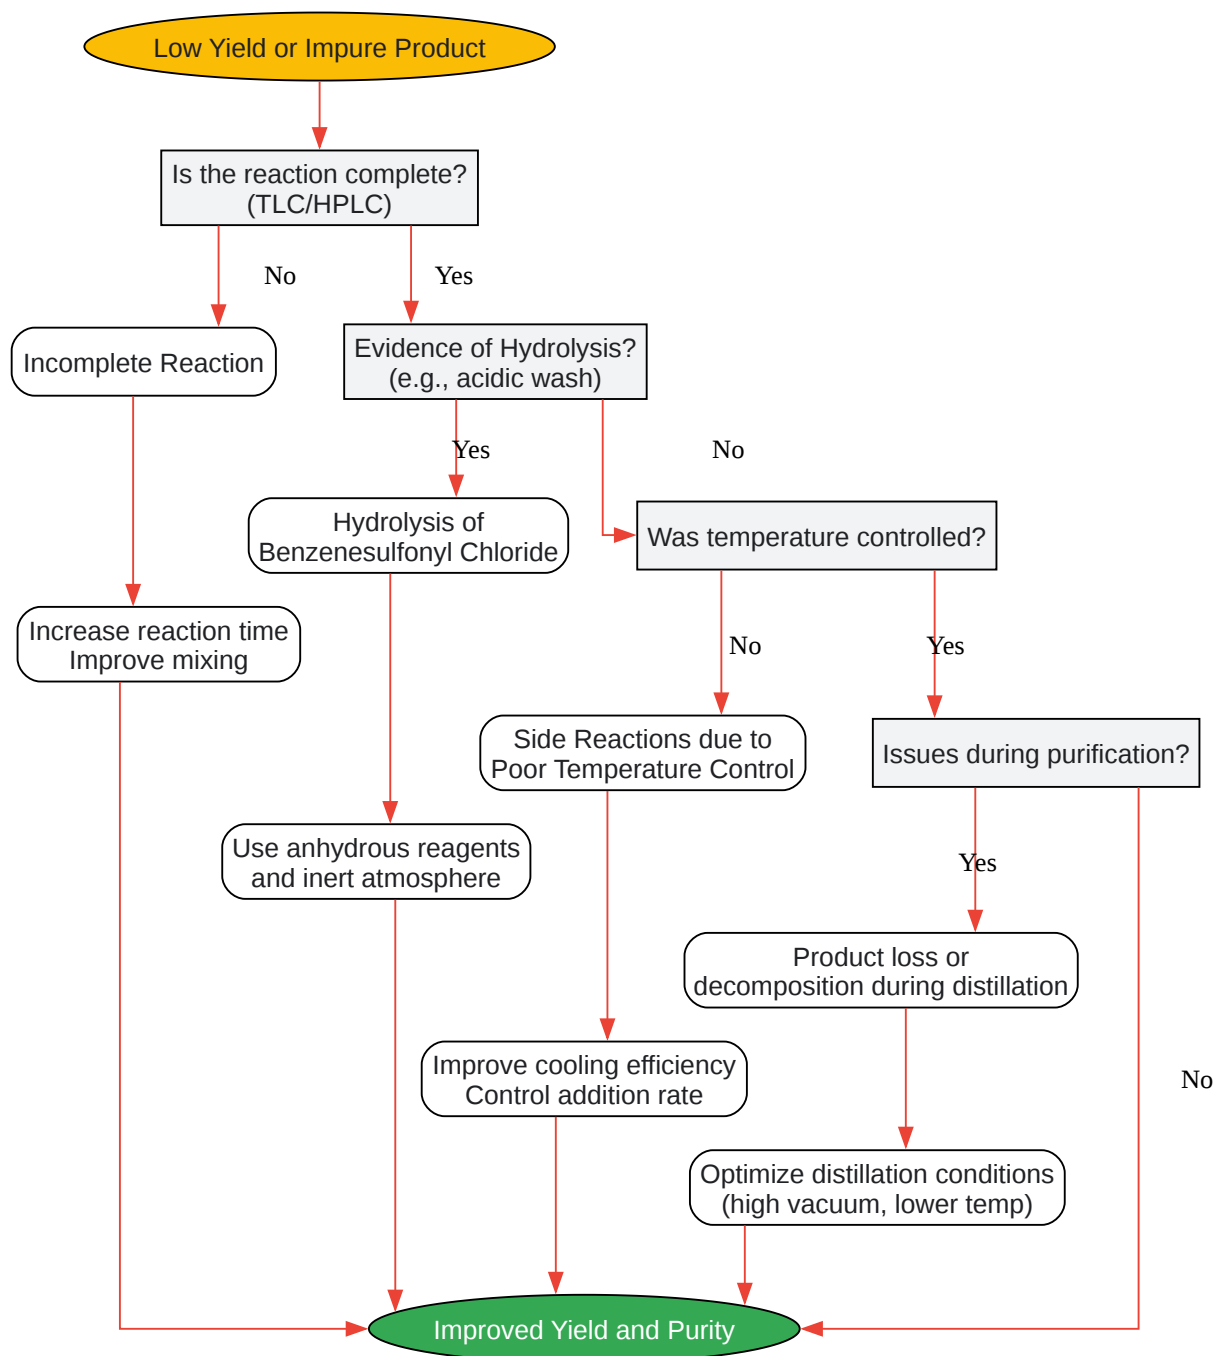 Low Yield or Impure Product
Is the reaction complete?
(TLC/HPLC)
No
Yes
Incomplete Reaction
Evidence of Hydrolysis?
(e.g., acidic wash)
Yes
No
Hydrolysis of
Benzenesulfonyl Chloride
Was temperature controlled?
Increase reaction time
Improve mixing
No
Yes
Side Reactions due to
Poor Temperature Control
Issues during purification?
Use anhydrous reagents
and inert atmosphere
Yes
Product loss or
decomposition during distillation
Improve cooling efficiency
Control addition rate
No
Optimize distillation conditions
(high vacuum, lower temp)
Improved Yield and Purity